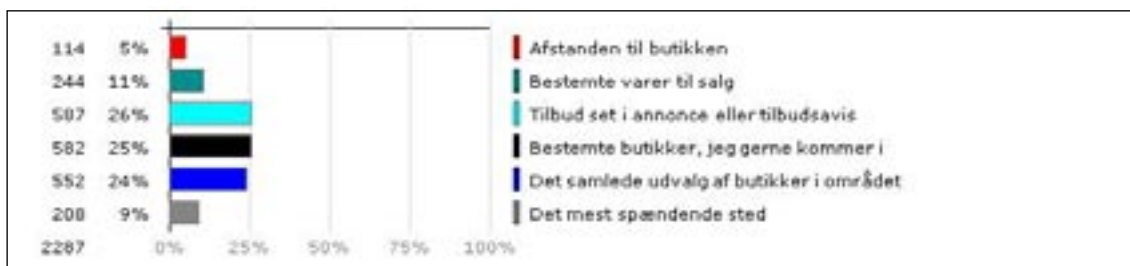 114 5% Afstanden til butikken
244 11% Bestemte varer til salg
587 26% Tilbud set i annonce eller tilbudsavis
582 25% Bestemte butikker, jeg gerne kommer i
552 24% Det samlede udvalg af butikker i området
208 9% Det mest spændende sted
2287 0% 25% 50% 75% 100%